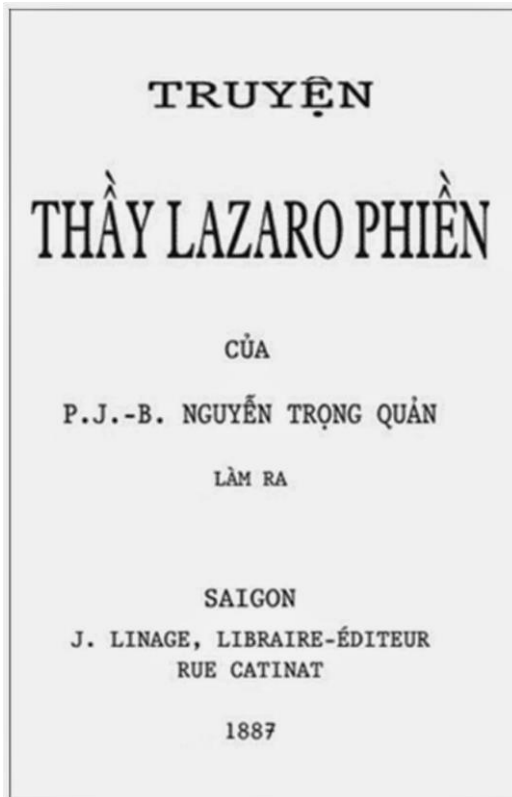 TRUYỆN
THẦY LAZARO PHIỀN
CỦA
P.J.-B. NGUYỄN TRỌNG QUẢN
LÀM RA
SAIGON
J. LINAGE, LIBRAIRE-ÉDITEUR
RUE CATINAT
1887